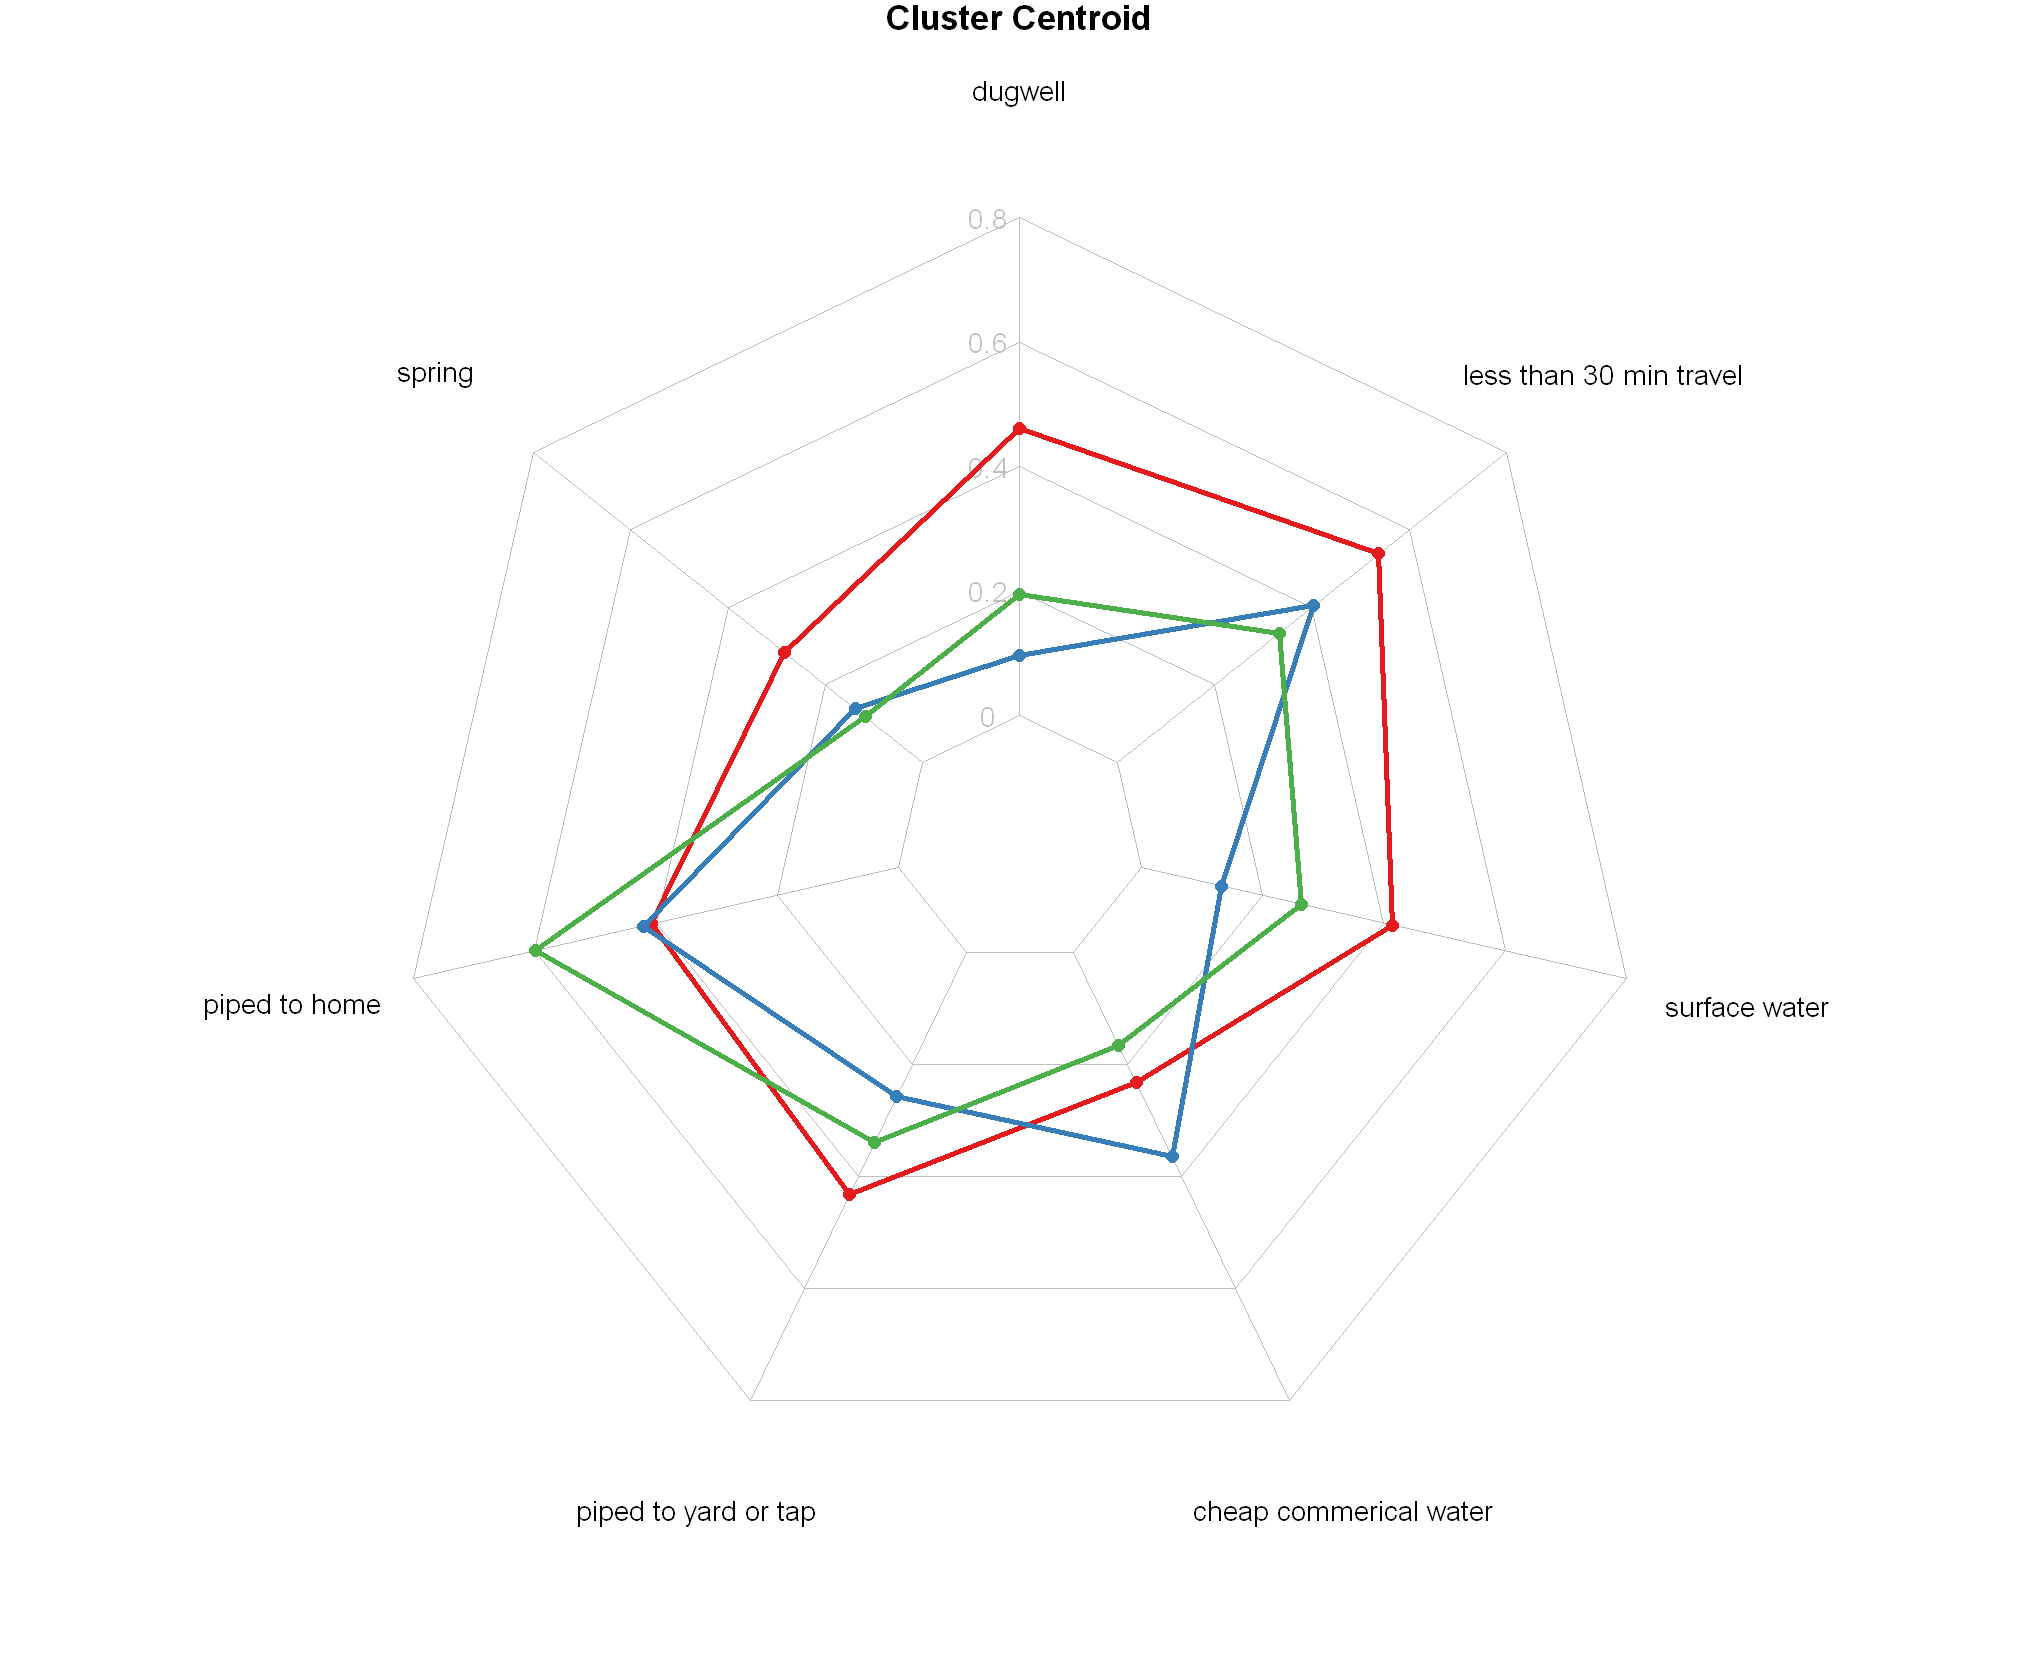 Cluster Centroid
dugwell
0.8
0.6
spring
less than 30 min travel
0.4
0.2
0
piped to home
surface water
piped to yard or tap
cheap commerical water